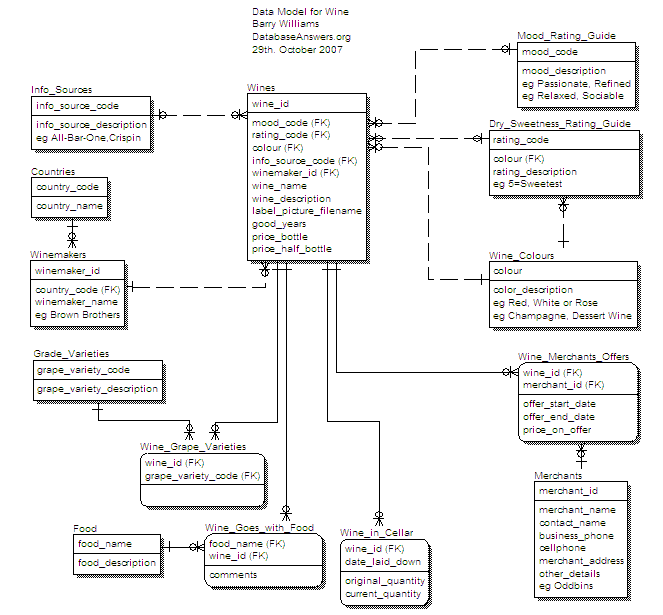 Data Model for Wine
Barry Williams
DatabaseAnswers.org
29th. October 2007
Mood_Rating_Guide
mood_code
mood_description
eg Passionate, Refined
eg Relaxed, Sociable
Info_Sources
info_source_code
info_source_description
eg All-Bar-One,Crispin
Wines
wine_id
mood_code (FK)
rating_code (FK)
colour (FK)
info_source_code (FK)
winemaker_id (FK)
wine_name
wine_description
label_picture_filename
good_years
price_bottle
price_half_bottle
Dry_Sweetness_Rating_Guide
rating_code
colour (FK)
rating_description
eg 5=Sweetest
Countries
country_code
country_name
Winemakers
winemaker_id
country_code (FK)
winemaker_name
eg Brown Brothers
Wine_Colours
colour
color_description
eg Red, White or Rose
eg Champagne, Dessert Wine
Grade_Varieties
grape_variety_code
grape_variety_description
Wine_Merchants_Offers
wine_id (FK)
merchant_id (FK)
offer_start_date
offer_end_date
price_on_offer
Wine_Grape_Varieties
wine_id (FK)
grape_variety_code (FK)
Merchants
merchant_id
merchant_name
contact_name
business_phone
cellphone
merchant_address
other_details
eg Oddbins
Food
food_name
food_description
Wine_Goes_with_Food
food_name (FK)
wine_id (FK)
comments
Wine_in_Cellar
wine_id (FK)
date_laid_down
original_quantity
current_quantity